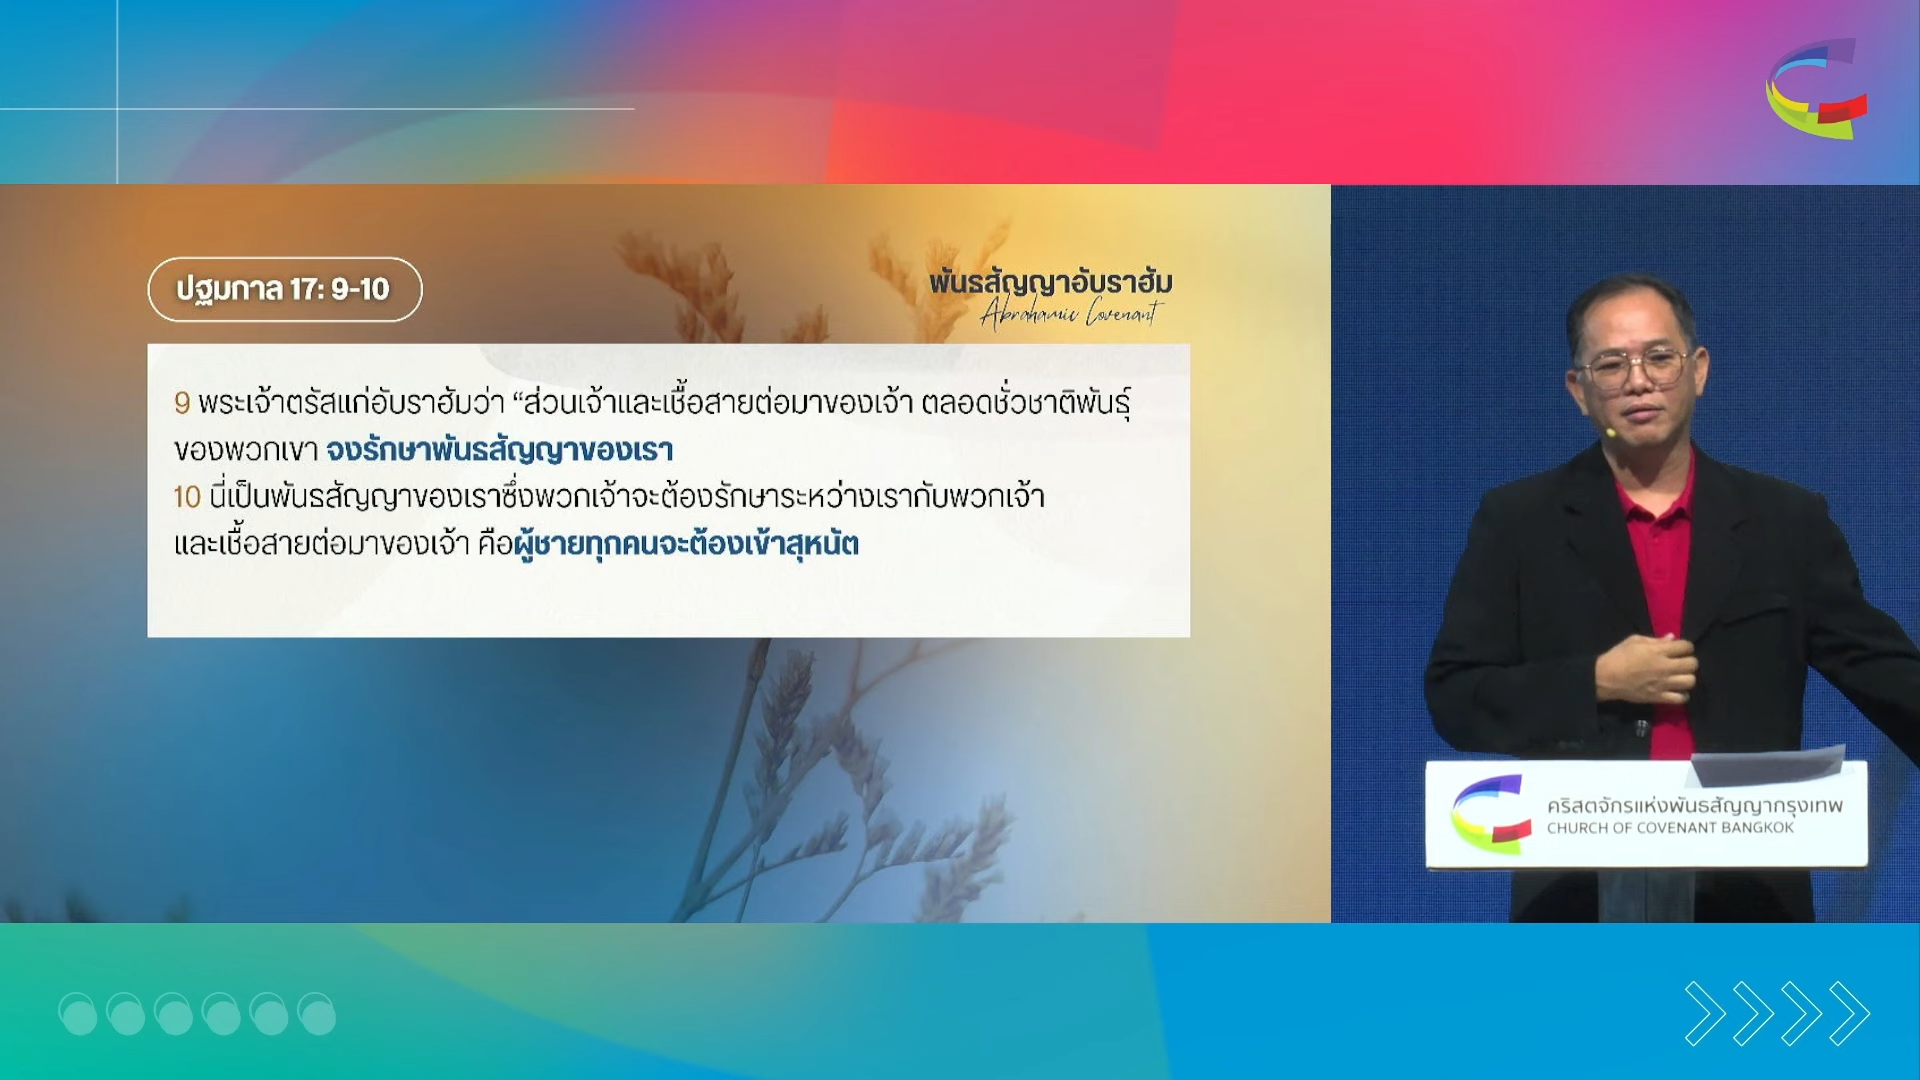 ปฐมกาล 17: 9-10
พันธสัญญาอับราฮัม
Abrahamic Covenant
9 พระเจ้าตรัสแก่อับราฮัมว่า “ส่วนเจ้าและเชื้อสายต่อมาของเจ้า ตลอดชั่วชาติพันธุ์
ของพวกเขา จงรักษาพันธสัญญาของเรา
10 นี่เป็นพันธสัญญาของเราซึ่งพวกเจ้าจะต้องรักษาระหว่างเรากับพวกเจ้า
และเชื้อสายต่อมาของเจ้า คือผู้ชายทุกคนจะต้องเข้าสุหนัต
คริสตจักรแห่งพันธสัญญากรุงเทพ
CHURCH OF COVENANT BANGKOK